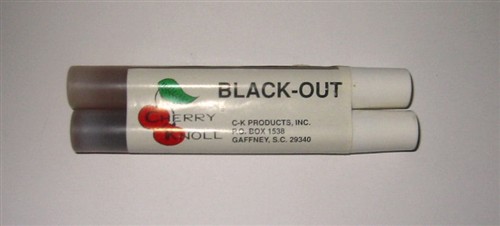 BLACK-OUT
CHERRY
KNOLL
C-K PRODUCTS, INC.
P.O. BOX 1538
GAFFNEY, S.C. 29340